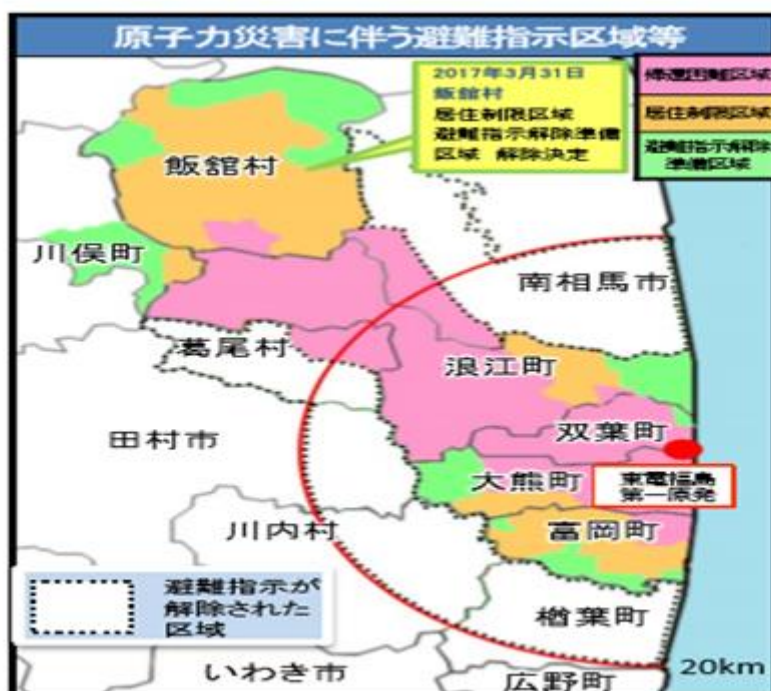 原子力災害に伴う避難指示区域等
2017年3月31日
飯舘村
居住制限区域
避難指示解除準備
区域 解除決定
帰還困難区域
居住制限区域
避難指示解除
準備区域
飯舘村
川俣町
南相馬市
葛尾村
浪江町
田村市
双葉町
大熊町
東電福島
第一原発
川内村
富岡町
避難指示が
解除された
区域
楢葉町
いわき市
広野町
20km